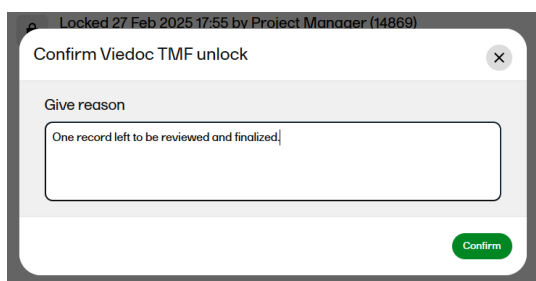 Locked 27 Feb 2025 17:55 by Project Manager (14869)
Confirm Viedoc TMF unlock
Give reason
One record left to be reviewed and finalized.
Confirm